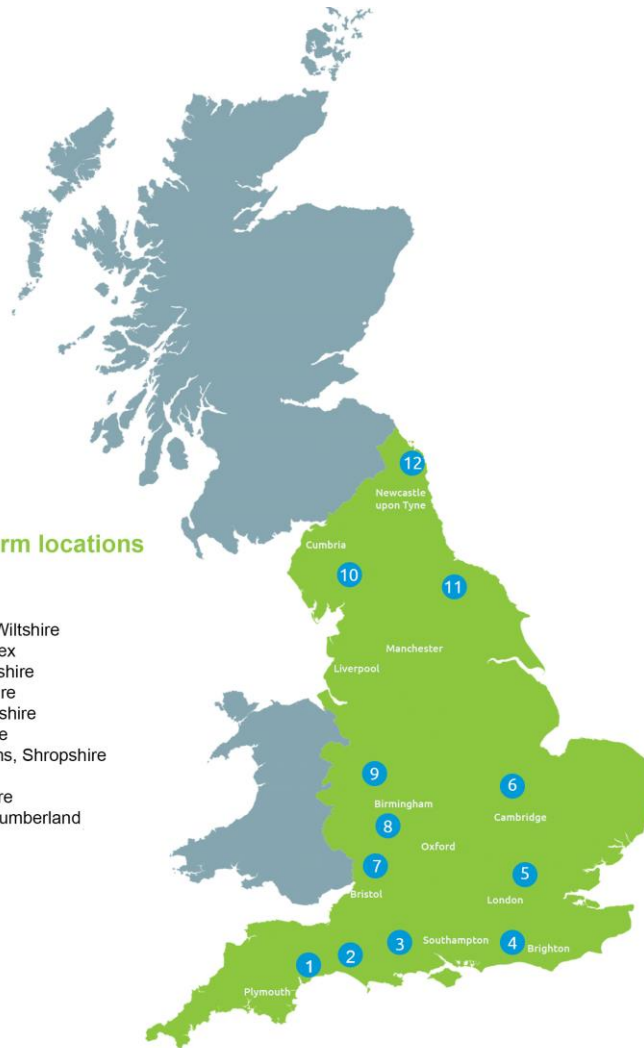 rm locations
Wiltshire
ex
shire
re
shire
e
ns, Shropshire
re
umberland
12
Newcastle
upon Tyne
Cumbria
10
11
Manchester
Liverpool
9
6
Birmingham
Cambridge
8
Oxford
7
5
Bristol
London
3
Southampton
4
Brighton
2
1
Plymouth